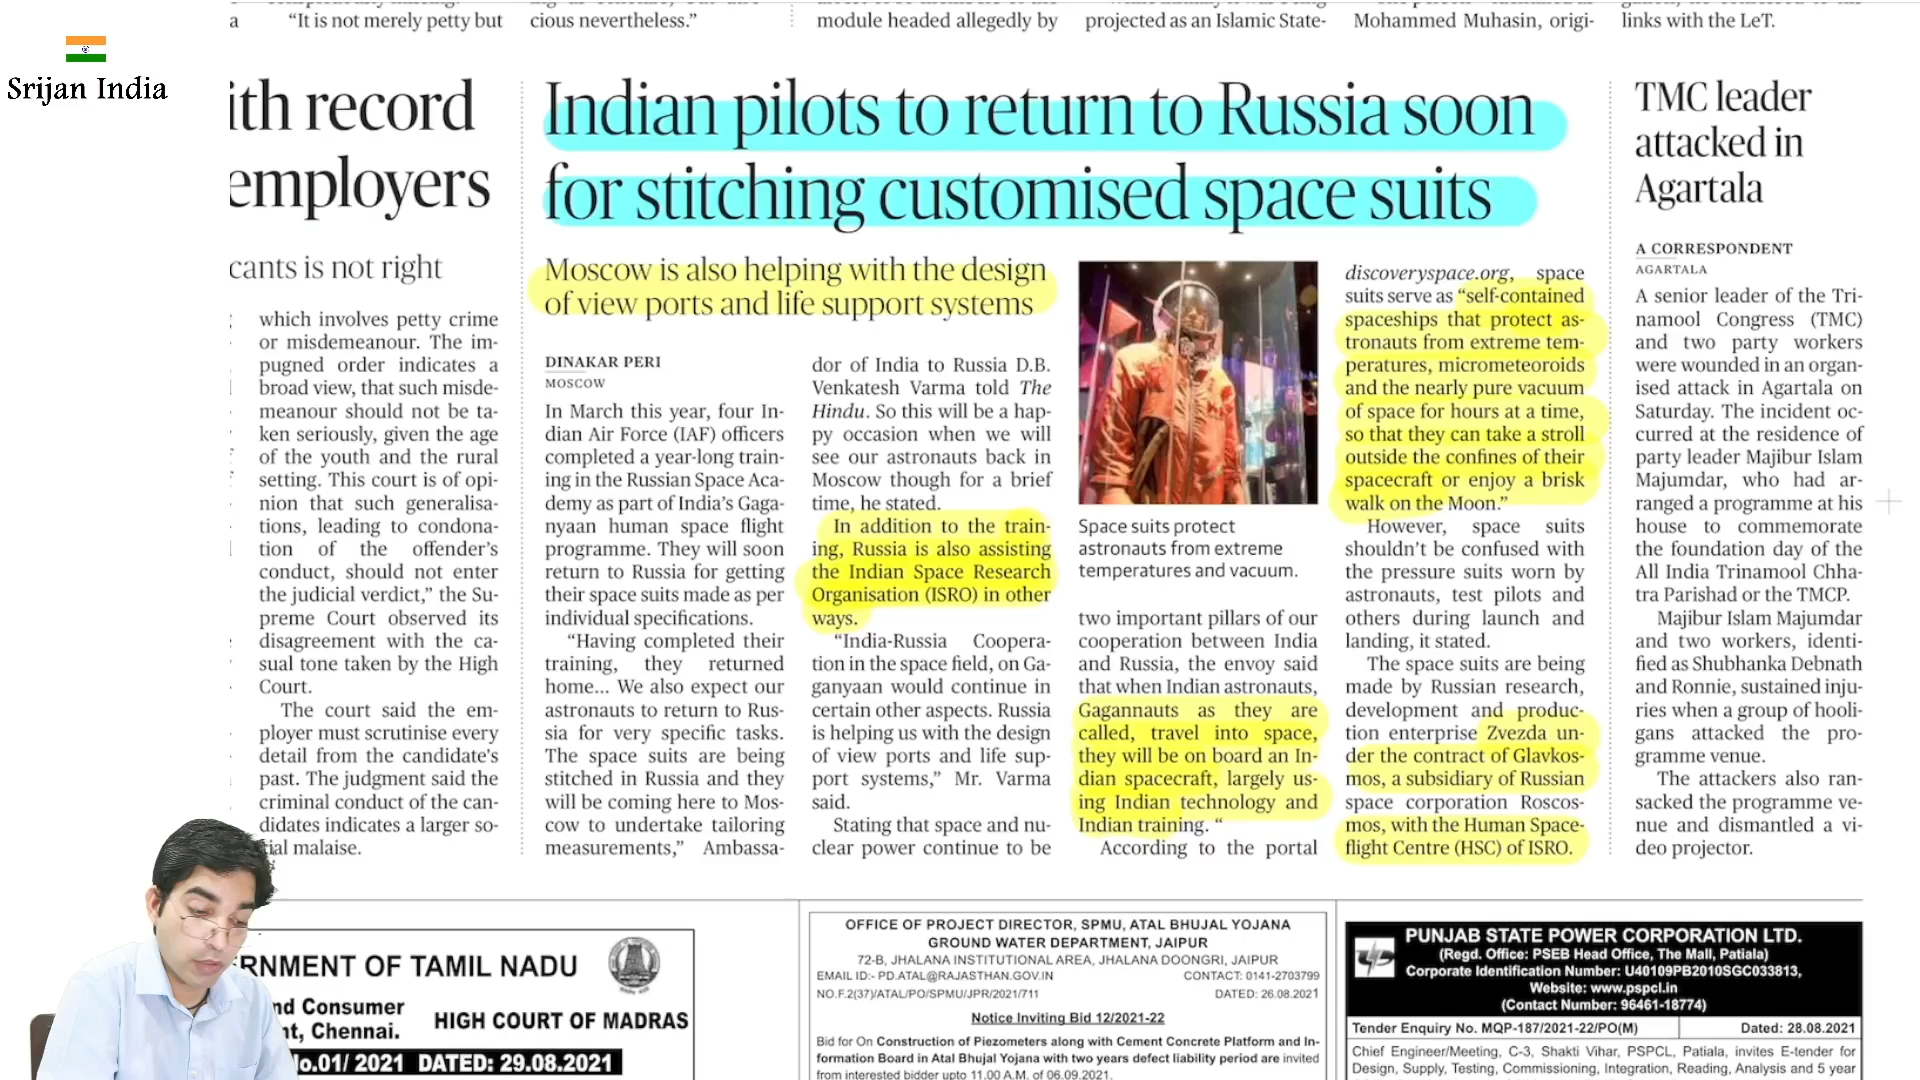 Srijan India
"It is not merely petty but
cious nevertheless."
module headed allegedly by
projected as an Islamic State-
Mohammed Muhasin, origi-
links with the LeT.
ith record
employers
cants is not right
which involves petty crime
or misdemeanour. The im-
pugned order indicates a
broad view, that such misde-
meanour should not be ta-
ken seriously, given the age
of the youth and the rural
setting. This court is of opi-
nion that such generalisa-
tions, leading to condona-
tion of the offender's
conduct, should not enter
the judicial verdict," the Su-
preme Court observed its
disagreement with the ca-
sual tone taken by the High
Court.
The court said the em-
ployer must scrutinise every
detail from the candidate's
past. The judgment said the
criminal conduct of the can-
didates indicates a larger so-
cial malaise.
Indian pilots to return to Russia soon
for stitching customised space suits
Moscow is also helping with the design
of view ports and life support systems
DINAKAR PERI
MOSCOW
In March this year, four In-
dian Air Force (IAF) officers
completed a year-long train-
ing in the Russian Space Aca-
demy as part of India's Gaga-
nyaan human space flight
programme. They will soon
return to Russia for getting
their space suits made as per
individual specifications.
"Having completed their
training, they returned
home... We also expect our
astronauts to return to Rus-
sia for very specific tasks.
The space suits are being
stitched in Russia and they
will be coming here to Mos-
cow to undertake tailoring
measurements," Ambassa-
dor of India to Russia D.B.
Venkatesh Varma told The
Hindu. So this will be a hap-
py occasion when we will
see our astronauts back in
Moscow though for a brief
time, he stated.
In addition to the train-
ing, Russia is also assisting
the Indian Space Research
Organisation (ISRO) in other
ways.
"India-Russia Coopera-
tion in the space field, on Ga-
ganyaan would continue in
certain other aspects. Russia
is helping us with the design
of view ports and life sup-
port systems," Mr. Varma
said.
Stating that space and nu-
clear power continue to be
Space suits protect
astronauts from extreme
temperatures and vacuum.
two important pillars of our
cooperation between India
and Russia, the envoy said
that when Indian astronauts,
Gagannauts as they are
called, travel into space,
they will be on board an In-
dian spacecraft, largely us-
ing Indian technology and
Indian training. "
According to the portal
discoveryspace.org, space
suits serve as "self-contained
spaceships that protect as-
tronauts from extreme tem-
peratures, micrometeoroids
and the nearly pure vacuum
of space for hours at a time,
so that they can take a stroll
outside the confines of their
spacecraft or enjoy a brisk
walk on the Moon."
However, space suits
shouldn't be confused with
the pressure suits worn by
astronauts, test pilots and
others during launch and
landing, it stated.
The space suits are being
made by Russian research,
development and produc-
tion enterprise Zvezda un-
der the contract of Glavkos-
mos, a subsidiary of Russian
space corporation Roscos-
mos, with the Human Space-
flight Centre (HSC) of ISRO.
TMC leader
attacked in
Agartala
A CORRESPONDENT
AGARTALA
A senior leader of the Tri-
namool Congress (TMC)
and two party workers
were wounded in an organ-
ised attack in Agartala on
Saturday. The incident oc-
curred at the residence of
party leader Majibur Islam
Majumdar, who had ar-
ranged a programme at his
house to commemorate
the foundation day of the
All India Trinamool Chha-
tra Parishad or the TMCP.
Majibur Islam Majumdar
and two workers, identi-
fied as Shubhanka Debnath
and Ronnie, sustained inju-
ries when a group of hooli-
gans attacked the pro-
gramme venue.
The attackers also ran-
sacked the programme ve-
nue and dismantled a vi-
deo projector.
RNMENT OF TAMIL NADU
nd Consumer
nt, Chennai.
HIGH COURT OF MADRAS
lo.01/ 2021 DATED: 29.08.2021
OFFICE OF PROJECT DIRECTOR, SPMU, ATAL BHUJAL YOJANA
GROUND WATER DEPARTMENT, JAIPUR
72-B, JHALANA INSTITUTIONAL AREA, JHALANA DOONGRI, JAIPUR
EMAIL ID:- PD.ATAL@RAJASTHAN.GOV.IN CONTACT: 0141-2703799
NO.F.2(37)/ATAL/PO/SPMU/JPR/2021/711 DATED: 26.08.2021
Notice Inviting Bid 12/2021-22
Bid for On Construction of Piezometers along with Cement Concrete Platform and In-
formation Board in Atal Bhujal Yojana with two years defect liability period are invited
from interested bidder upto 11.00 A.M. of 06.09.2021.
PUNJAB STATE POWER CORPORATION LTD.
(Regd. Office: PSEB Head Office, The Mall, Patiala)
Corporate Identification Number: U40109PB2010SGC033813,
Website: www.pspcl.in
(Contact Number: 96461-18774)
Tender Enquiry No. MQP-187/2021-22/PO(M) Dated: 28.08.2021
Chief Engineer/Meeting, C-3, Shakti Vihar, PSPCL, Patiala, invites E-tender for
Design, Supply, Testing, Commissioning, Integration, Reading, Analysis and 5 year